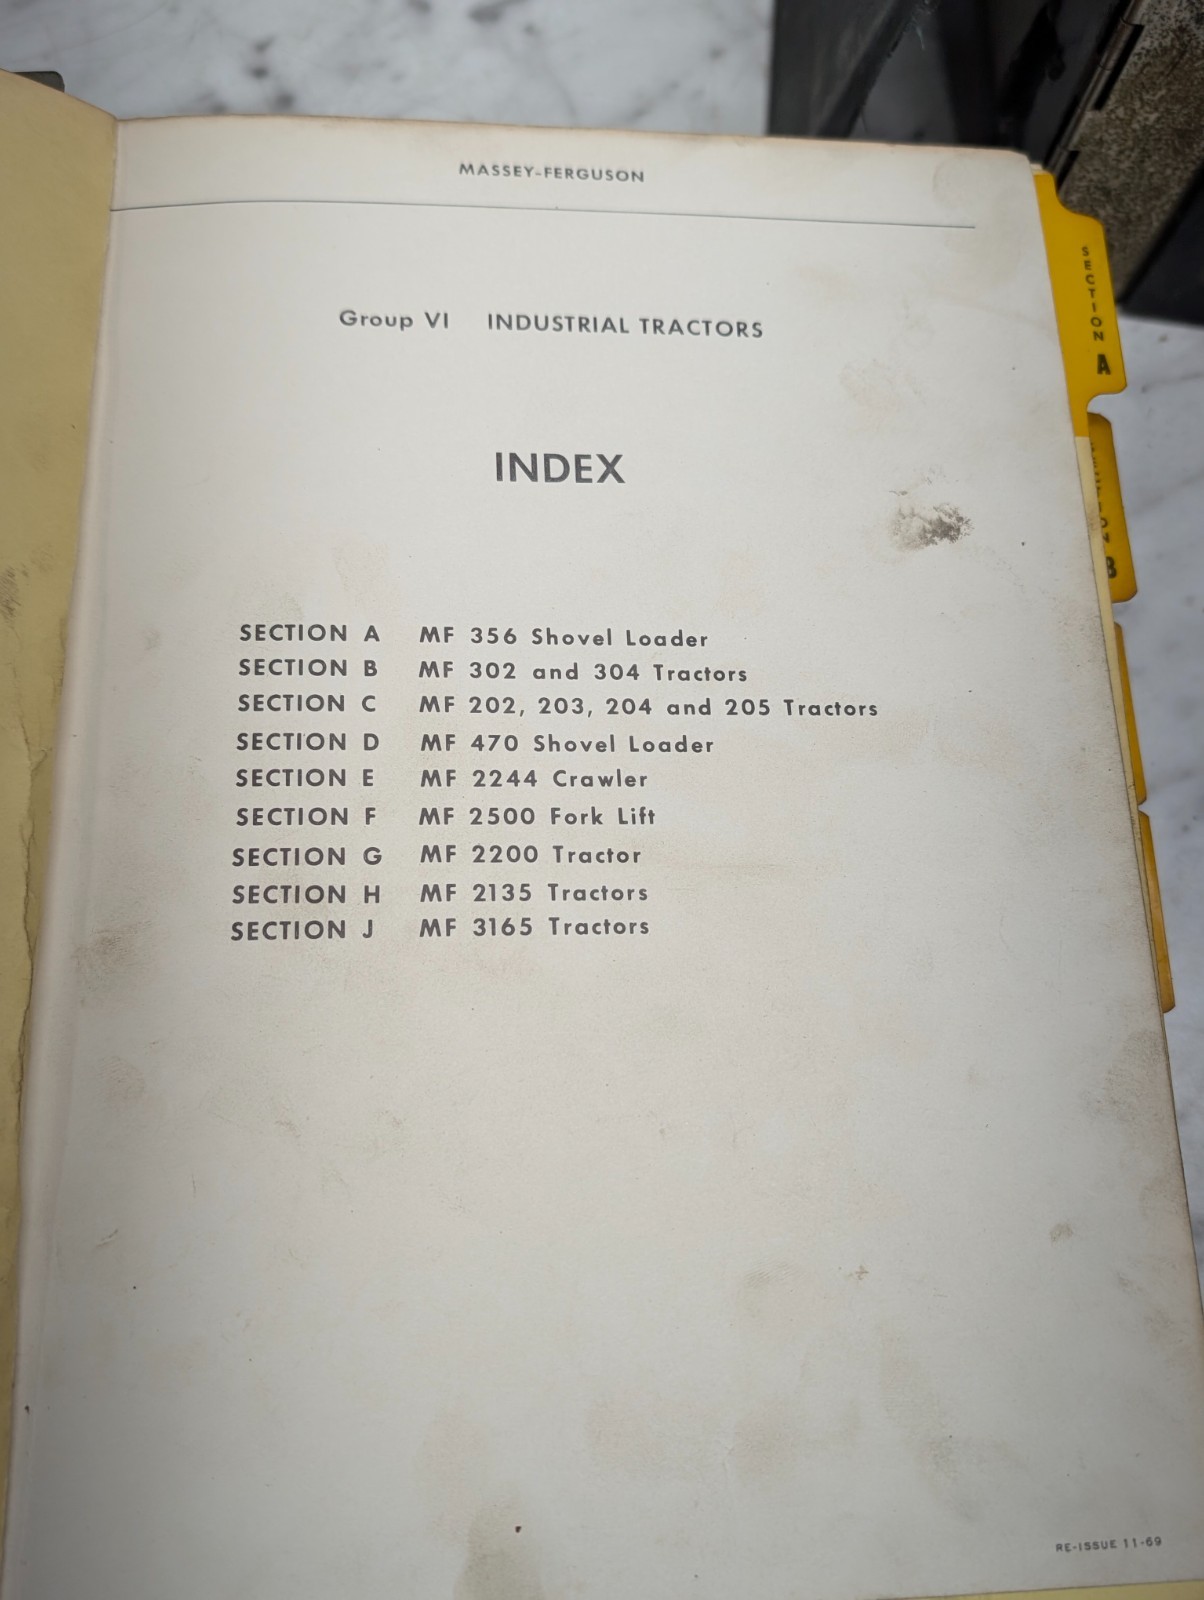 MASSEY-FERGUSON
Group VI INDUSTRIAL TRACTORS
INDEX
SECTION A MF 356 Shovel Loader
SECTION B MF 302 and 304 Tractors
SECTION C MF 202, 203, 204 and 205 Tractors
SECTION D MF 470 Shovel Loader
SECTION E MF 2244 Crawler
SECTION F MF 2500 Fork Lift
SECTION G MF 2200 Tractor
SECTION H MF 2135 Tractors
SECTION J MF 3165 Tractors
RE-ISSUE 11-69
SECTION A
B